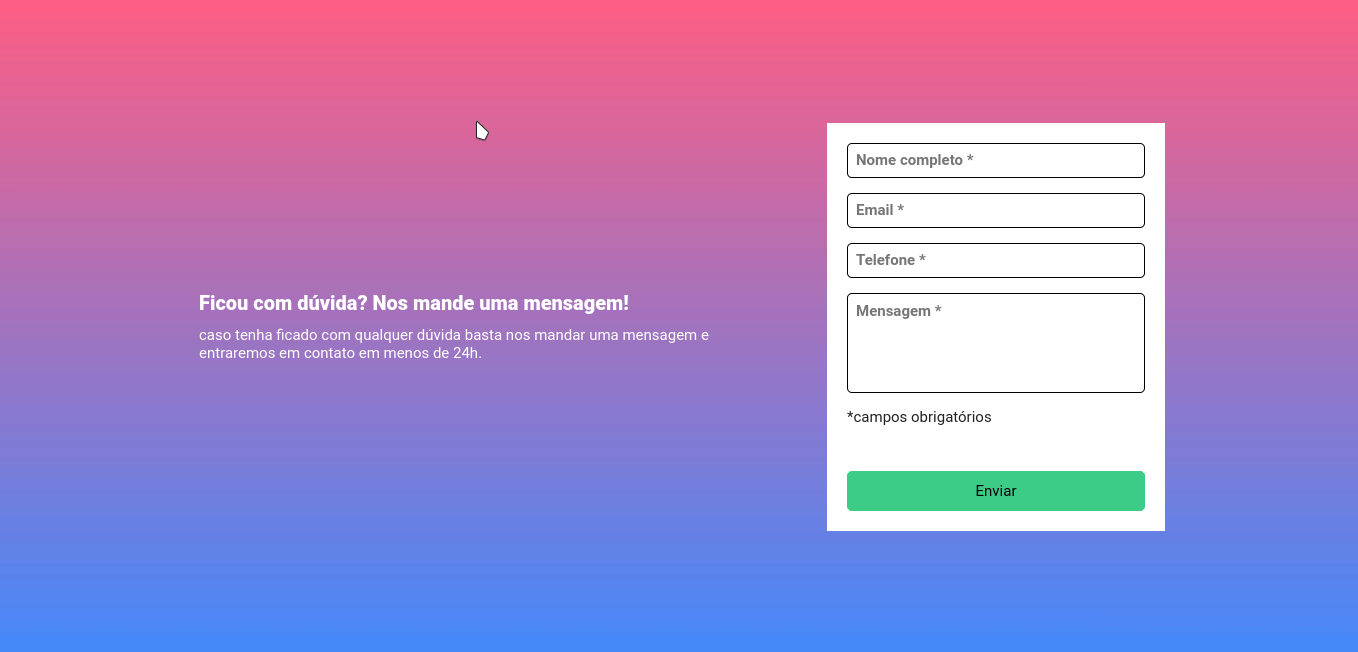 Ficou com dúvida? Nos mande uma mensagem!
caso tenha ficado com qualquer dúvida basta nos mandar uma mensagem e
entraremos em contato em menos de 24h.
Nome completo *
Email *
Telefone *
Mensagem *
*campos obrigatórios
Enviar